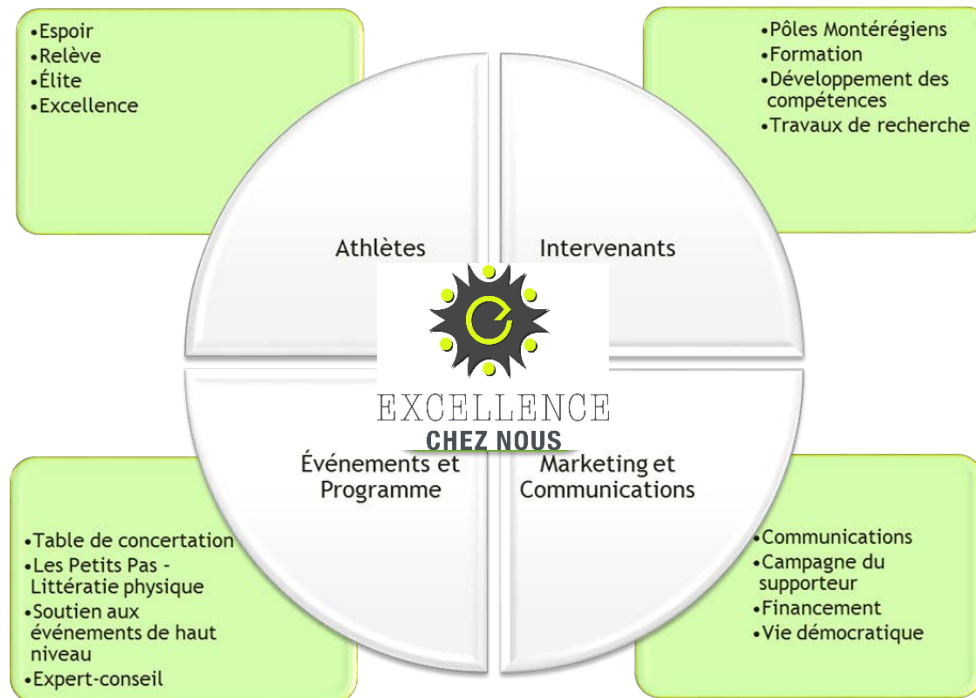 •Espoir
•Relève
•Élite
•Excellence
•Pôles Montérégiens
•Formation
•Développement des
compétences
•Travaux de recherche
Athlètes
Intervenants
EXCELLENCE
CHEZ NOUS
Événements et
Programme
Marketing et
Communications
•Table de concertation
•Les Petits Pas -
Littératie physique
•Soutien aux
événements de haut
niveau
•Expert-conseil
•Communications
•Campagne du
supporteur
•Financement
•Vie démocratique